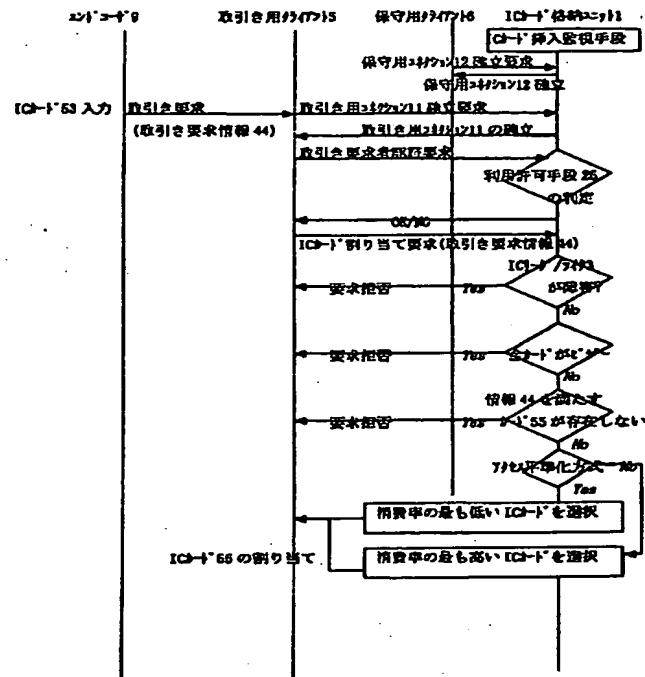 エンドユーザ9 取引き用クライアント5 保守用クライアント6 ICカード格納ユニット1
ICカード挿入監視手段
保守用コネクション12 確立要求
保守用コネクション12 確立
ICカード53 入力
取引き要求
(取引き要求情報 44)
取引き用コネクション11 確立要求
取引き用コネクション11 の確立
取引き要求者認証要求
利用許可手段 25
の判定
OK/NG
ICカード割り当て要求(取引き要求情報 44)
ICリーダ/ライタ3
が障害?
要求拒否 Yes
No
全カードがビジー
要求拒否 Yes
No
情報 44 を満たす
カード55 が存在しない
要求拒否 Yes
No
アクセス平準化方式 No
Yes
消費率の最も低い ICカードを選択
ICカード55 の割り当て
消費率の最も高い ICカードを選択